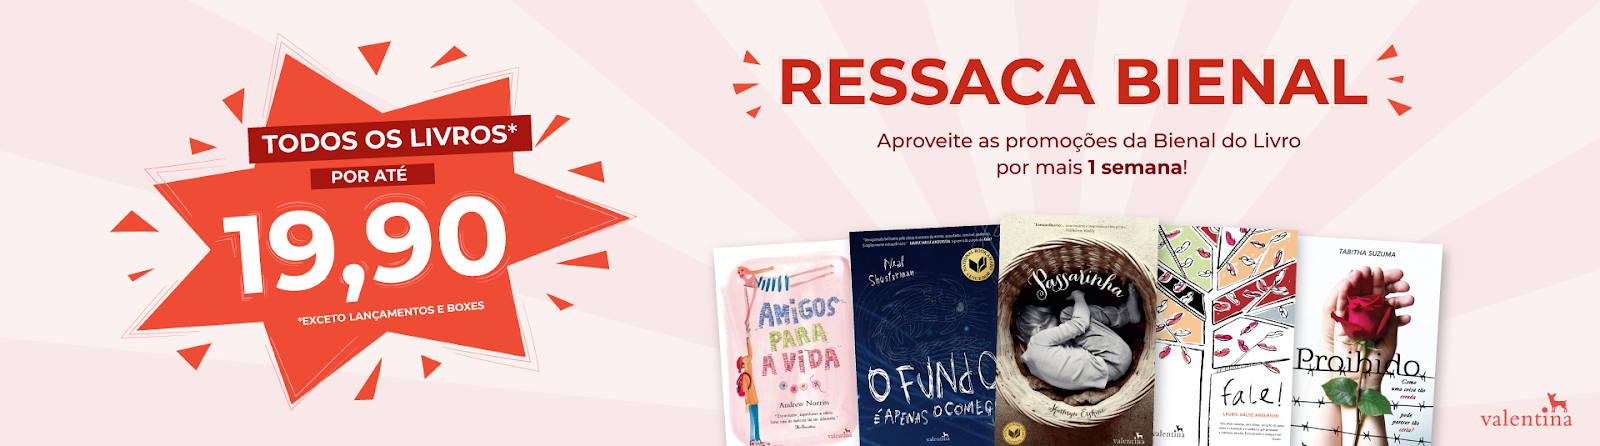 TODOS OS LIVROS*
POR ATÉ
19,90
*EXCETO LANÇAMENTOS E BOXES
RESSACA BIENAL
Aproveite as promoções da Bienal do Livro
por mais 1 semana!
AMIGOS
PARA
A VIDA
Andrew Norriss
valentina
Neal
Shusterman
O FUNDO
É APENAS O COMEÇ
valentina
Passarinha
Kathryn Erskine
valentina
fale!
LAURIE HALSE ANDERSON
valentina
TABITHA SUZUMA
Proibido
Como
uma coisa tão
errada
pode
parecer tão
certa?
valentina